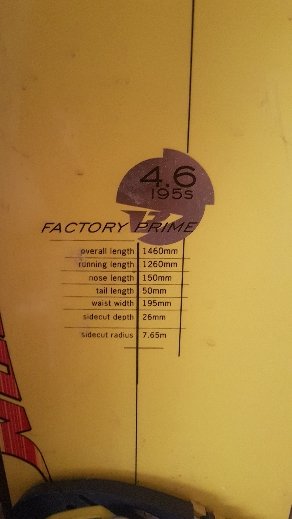 4.6
195s
FACTORY PRIME
overall length 1460mm
running length 1260mm
nose length 150mm
tail length 50mm
waist width 195mm
sidecut depth 26mm
sidecut radius 7.65m